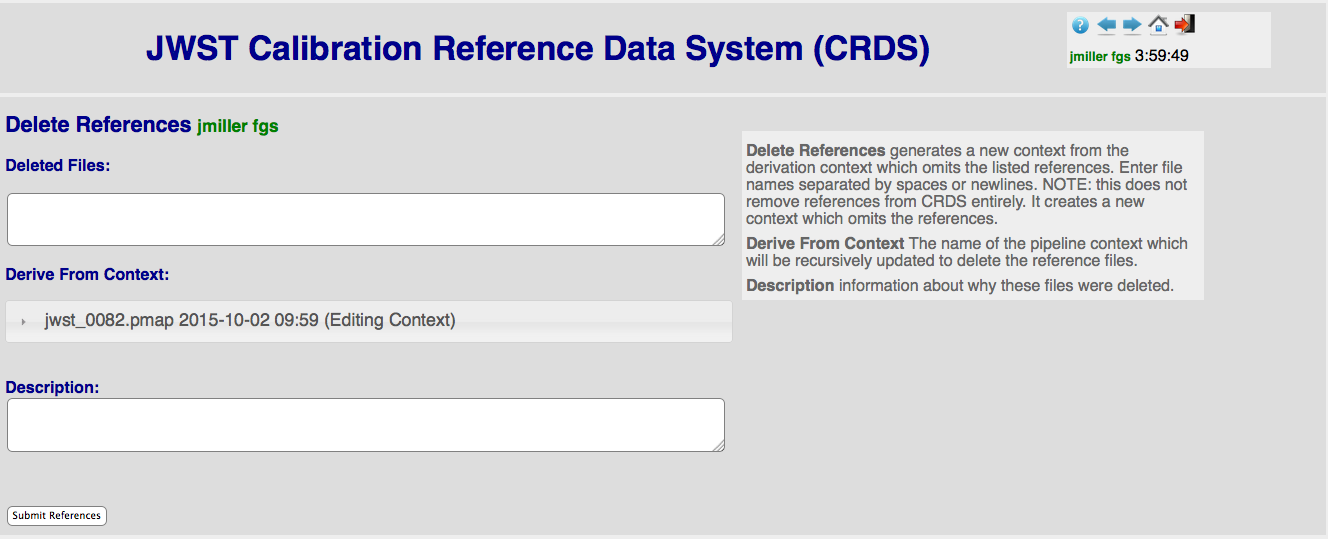 JWST Calibration Reference Data System (CRDS)
?
jmiller fgs 3:59:49
Delete References jmiller fgs
Deleted Files:
Derive From Context:
jwst_0082.pmap 2015-10-02 09:59 (Editing Context)
Description:
Submit References
Delete References generates a new context from the
derivation context which omits the listed references. Enter file
names separated by spaces or newlines. NOTE: this does not
remove references from CRDS entirely. It creates a new
context which omits the references.
Derive From Context The name of the pipeline context which
will be recursively updated to delete the reference files.
Description information about why these files were deleted.